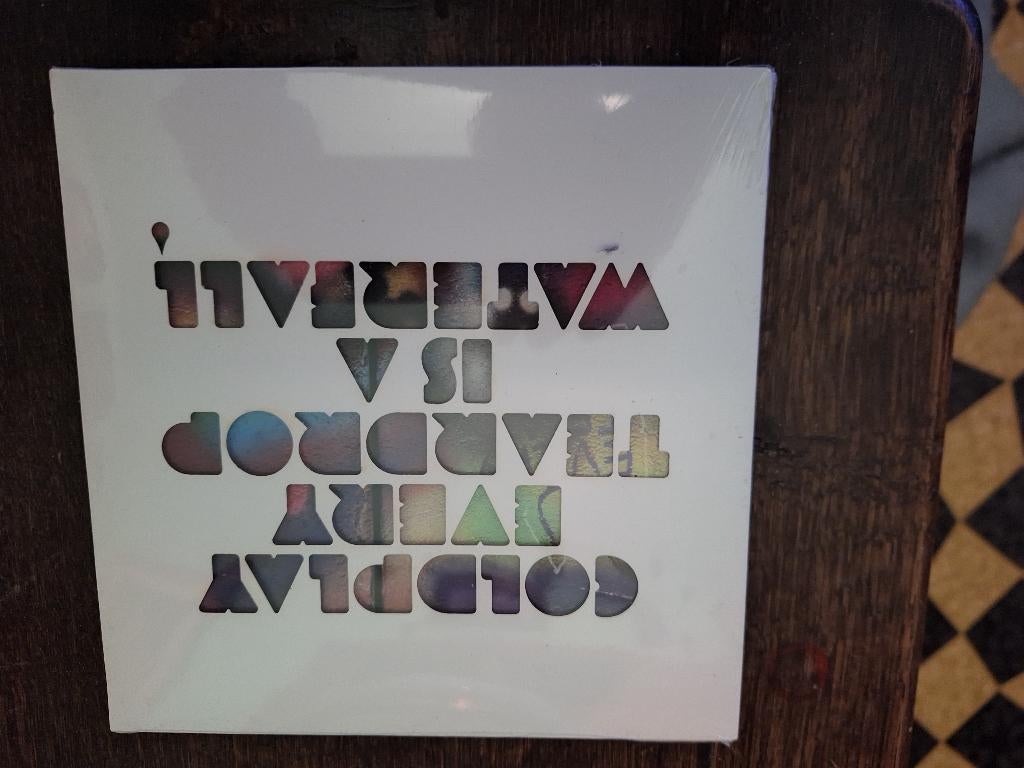 COLDPLAY
EVERY
TEARDROP
IS A
WATERFALL